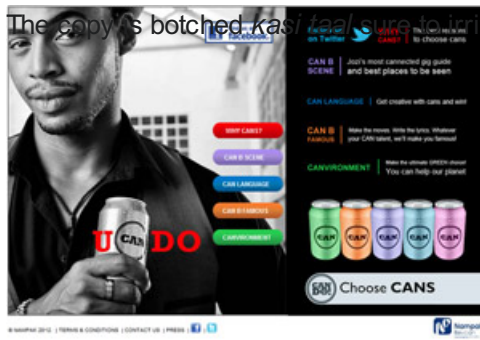 The copy is botched kasi taal sure to irri
facebook
on Twitter
to choose cans
CAN B SCENE
Jozi's most cannected gig guide
and best places to be seen
CAN LANGUAGE
Get creative with cans and win!
CAN B FAMOUS
Make the moves. Write the lyrics. Whatever
your CAN talent, we'll make you famous!
CANVIRONMENT
Make the ultimate GREEN choice!
You can help our planet
WHY CANS?
CAN B SCENE
CAN LANGUAGE
CAN B FAMOUS
CANVIRONMENT
U CAN DO
CAN CAN CAN CAN CAN
Choose CANS
© NAMPAK 2012 | TERMS & CONDITIONS | CONTACT US | PRESS
Nampak